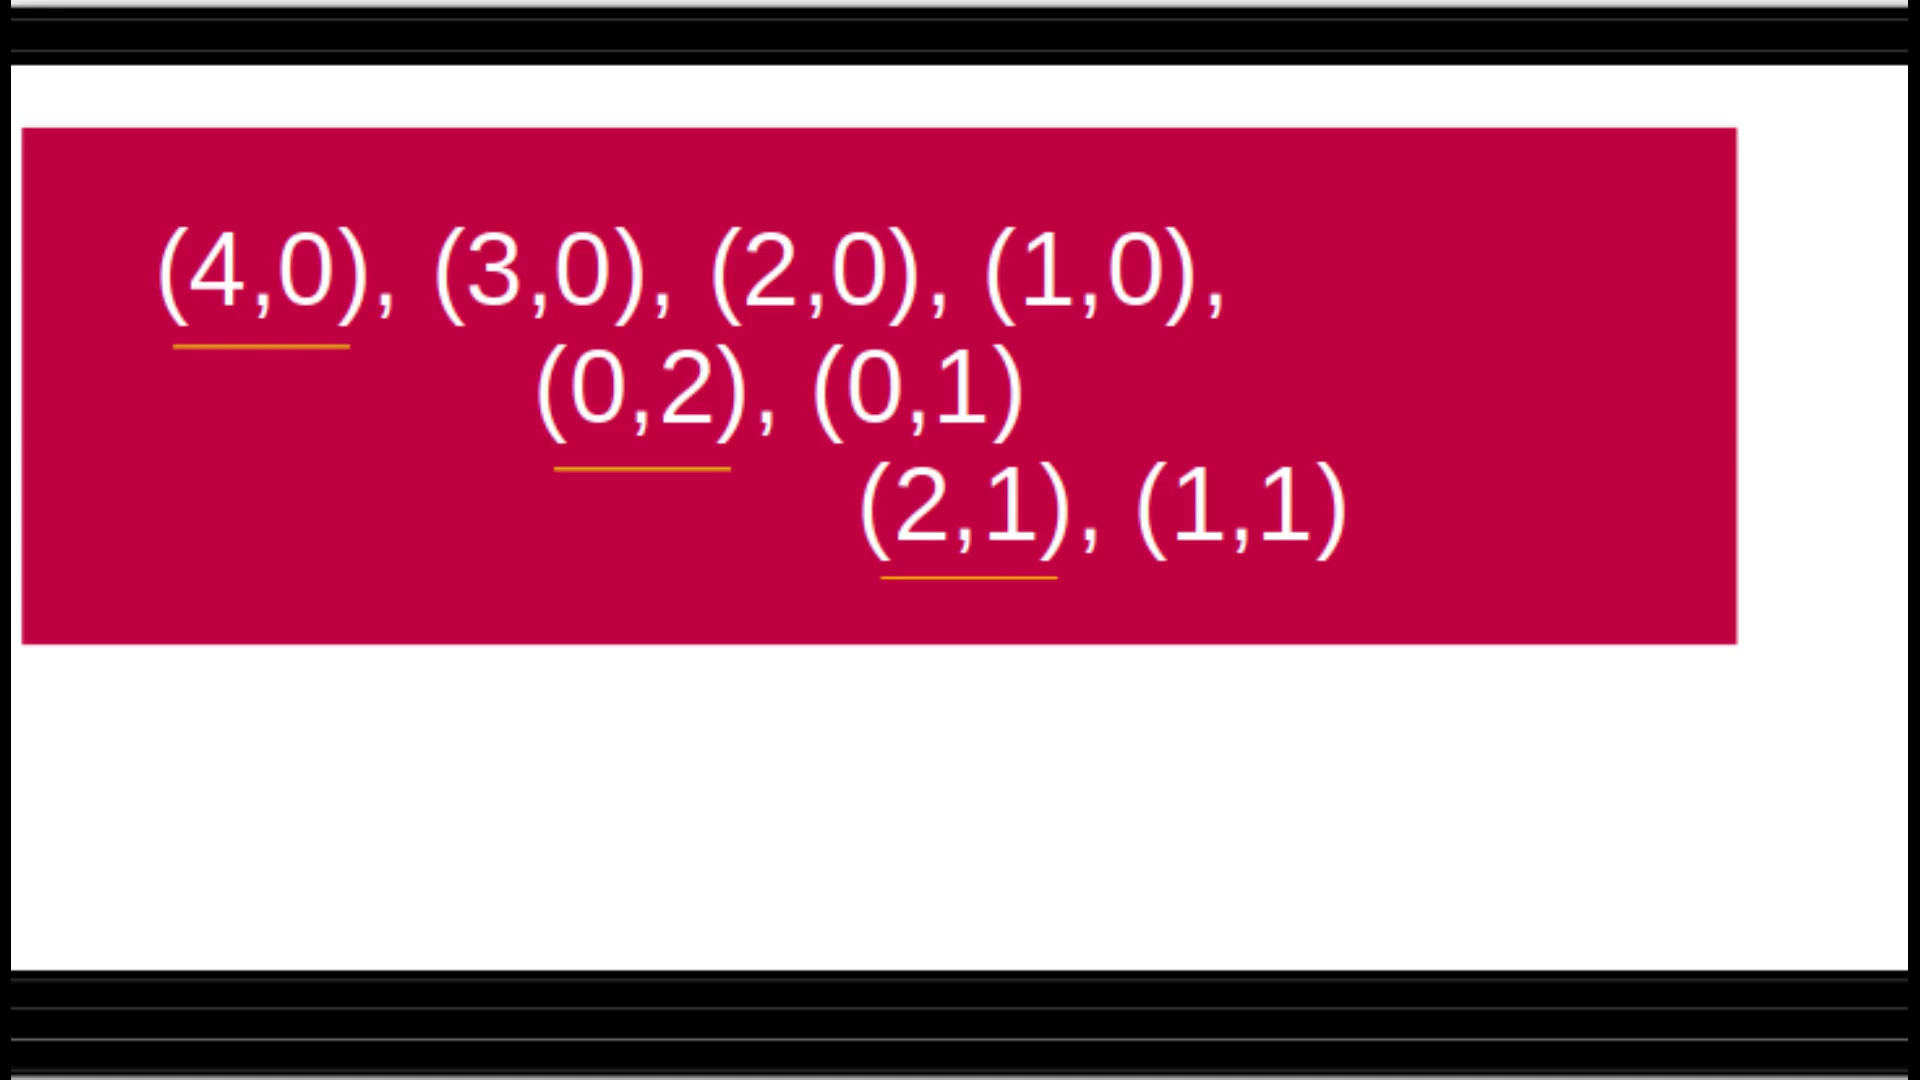 (4,0), (3,0), (2,0), (1,0),
(0,2), (0,1)
(2,1), (1,1)